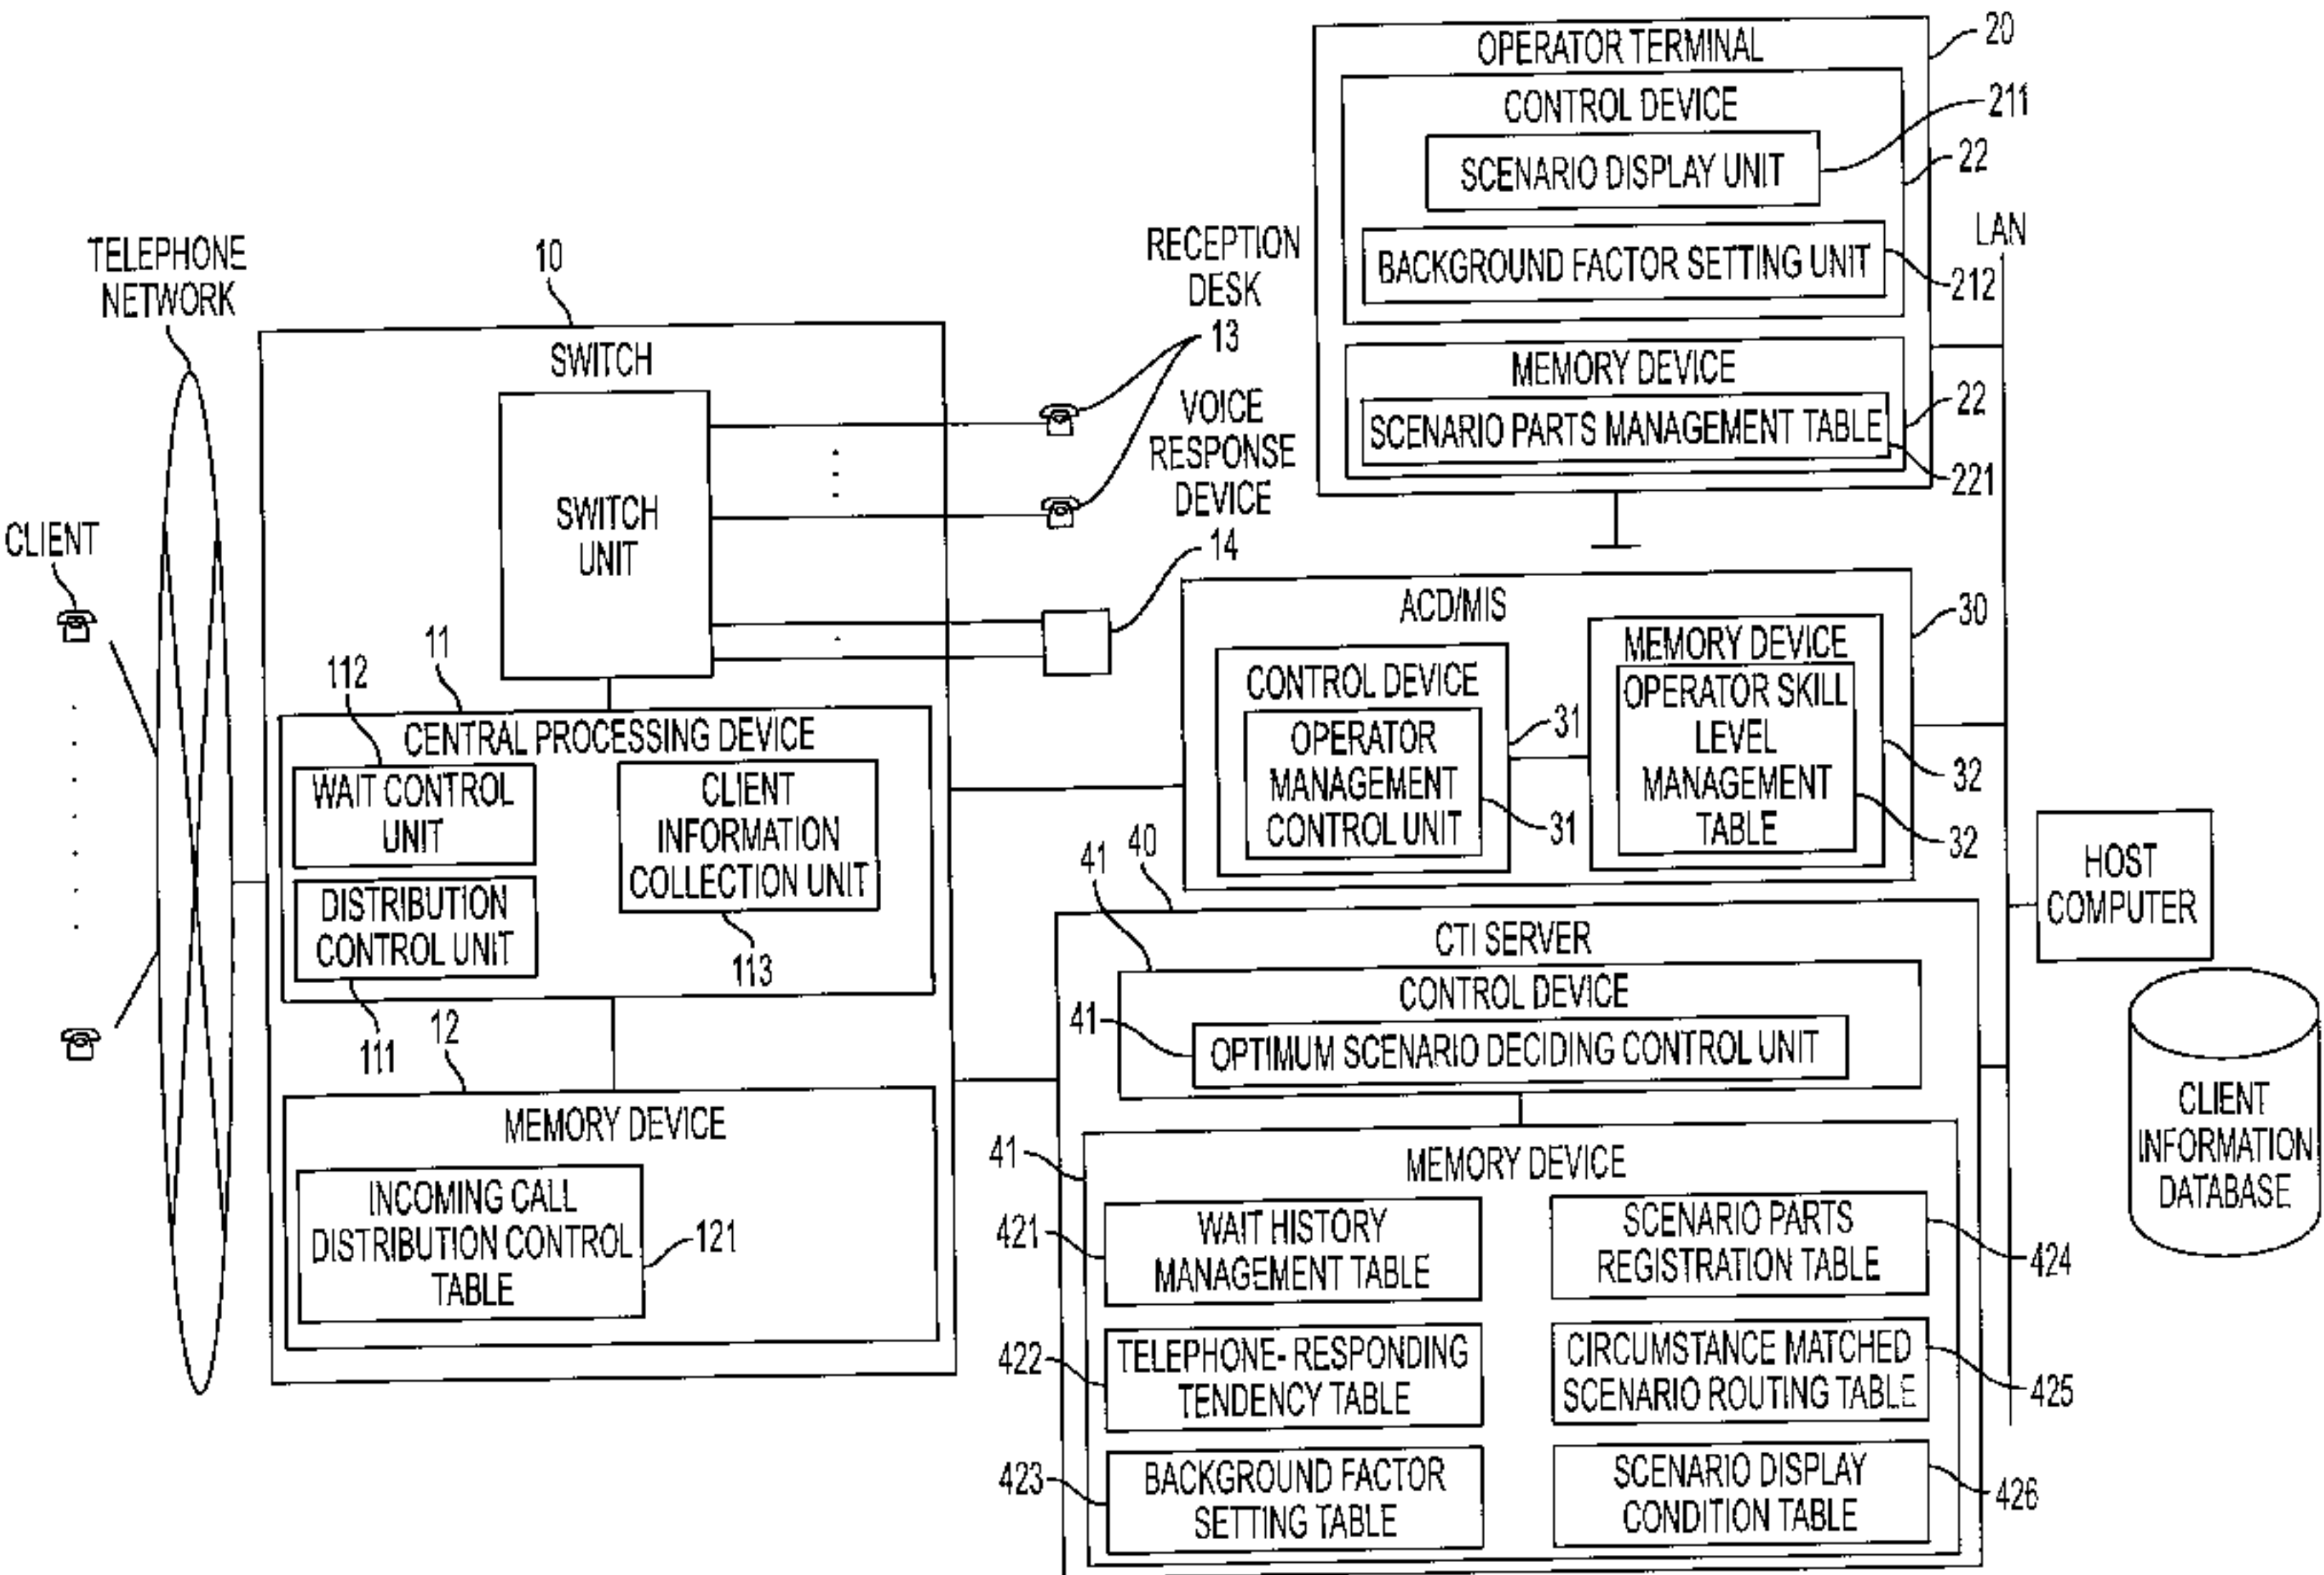 TELEPHONE
NETWORK
CLIENT
10
SWITCH
SWITCH
UNIT
RECEPTION
DESK
13
VOICE
RESPONSE
DEVICE
14
11
CENTRAL PROCESSING DEVICE
112
WAIT CONTROL
UNIT
CLIENT
INFORMATION
COLLECTION UNIT
113
DISTRIBUTION
CONTROL UNIT
111
12
MEMORY DEVICE
INCOMING CALL
DISTRIBUTION CONTROL
TABLE
121
OPERATOR TERMINAL
20
CONTROL DEVICE
211
SCENARIO DISPLAY UNIT
22
BACKGROUND FACTOR SETTING UNIT
212
MEMORY DEVICE
22
SCENARIO PARTS MANAGEMENT TABLE
221
LAN
ACD/MIS
30
CONTROL DEVICE
31
OPERATOR
MANAGEMENT
CONTROL UNIT
31
MEMORY DEVICE
32
OPERATOR SKILL
LEVEL
MANAGEMENT
TABLE
32
40
CTI SERVER
41
CONTROL DEVICE
41
OPTIMUM SCENARIO DECIDING CONTROL UNIT
41
MEMORY DEVICE
421
WAIT HISTORY
MANAGEMENT TABLE
SCENARIO PARTS
REGISTRATION TABLE
424
422
TELEPHONE-RESPONDING
TENDENCY TABLE
CIRCUMSTANCE MATCHED
SCENARIO ROUTING TABLE
425
423
BACKGROUND FACTOR
SETTING TABLE
SCENARIO DISPLAY
CONDITION TABLE
426
HOST
COMPUTER
CLIENT
INFORMATION
DATABASE